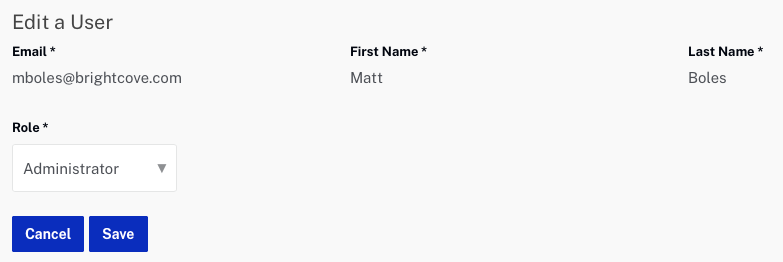 Edit a User
Email * First Name * Last Name *
mboles@brightcove.com Matt Boles
Role *
Administrator
Cancel Save